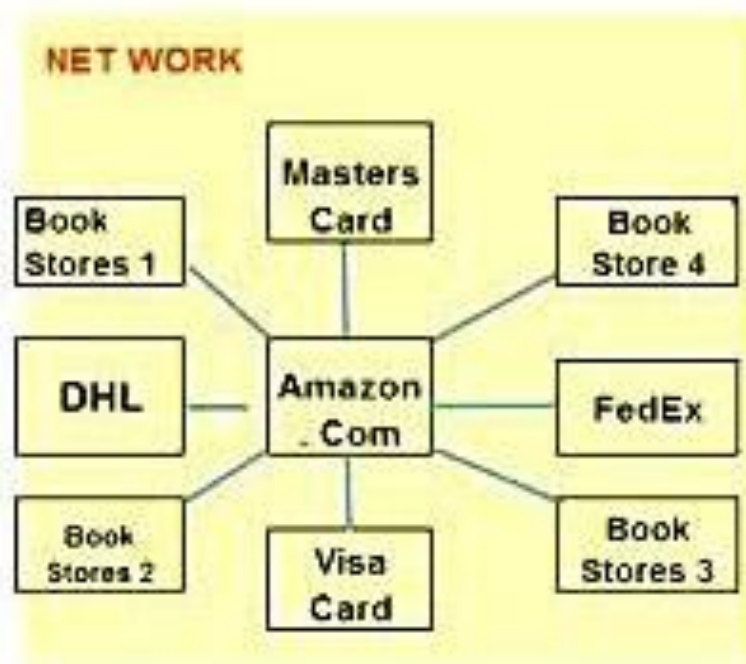 NET WORK
Masters
Card
Book
Stores 1
Book
Store 4
DHL
Amazon
. Com
FedEx
Book
Stores 2
Visa
Card
Book
Stores 3